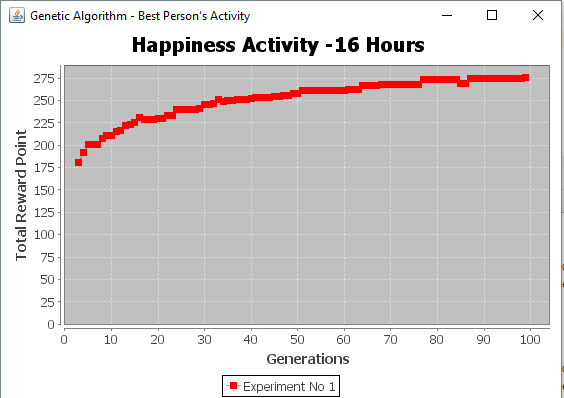 Genetic Algorithm - Best Person's Activity
Happiness Activity -16 Hours
Total Reward Point
275
250
225
200
175
150
125
100
75
50
25
0
0 10 20 30 40 50 60 70 80 90 100
Generations
Experiment No 1